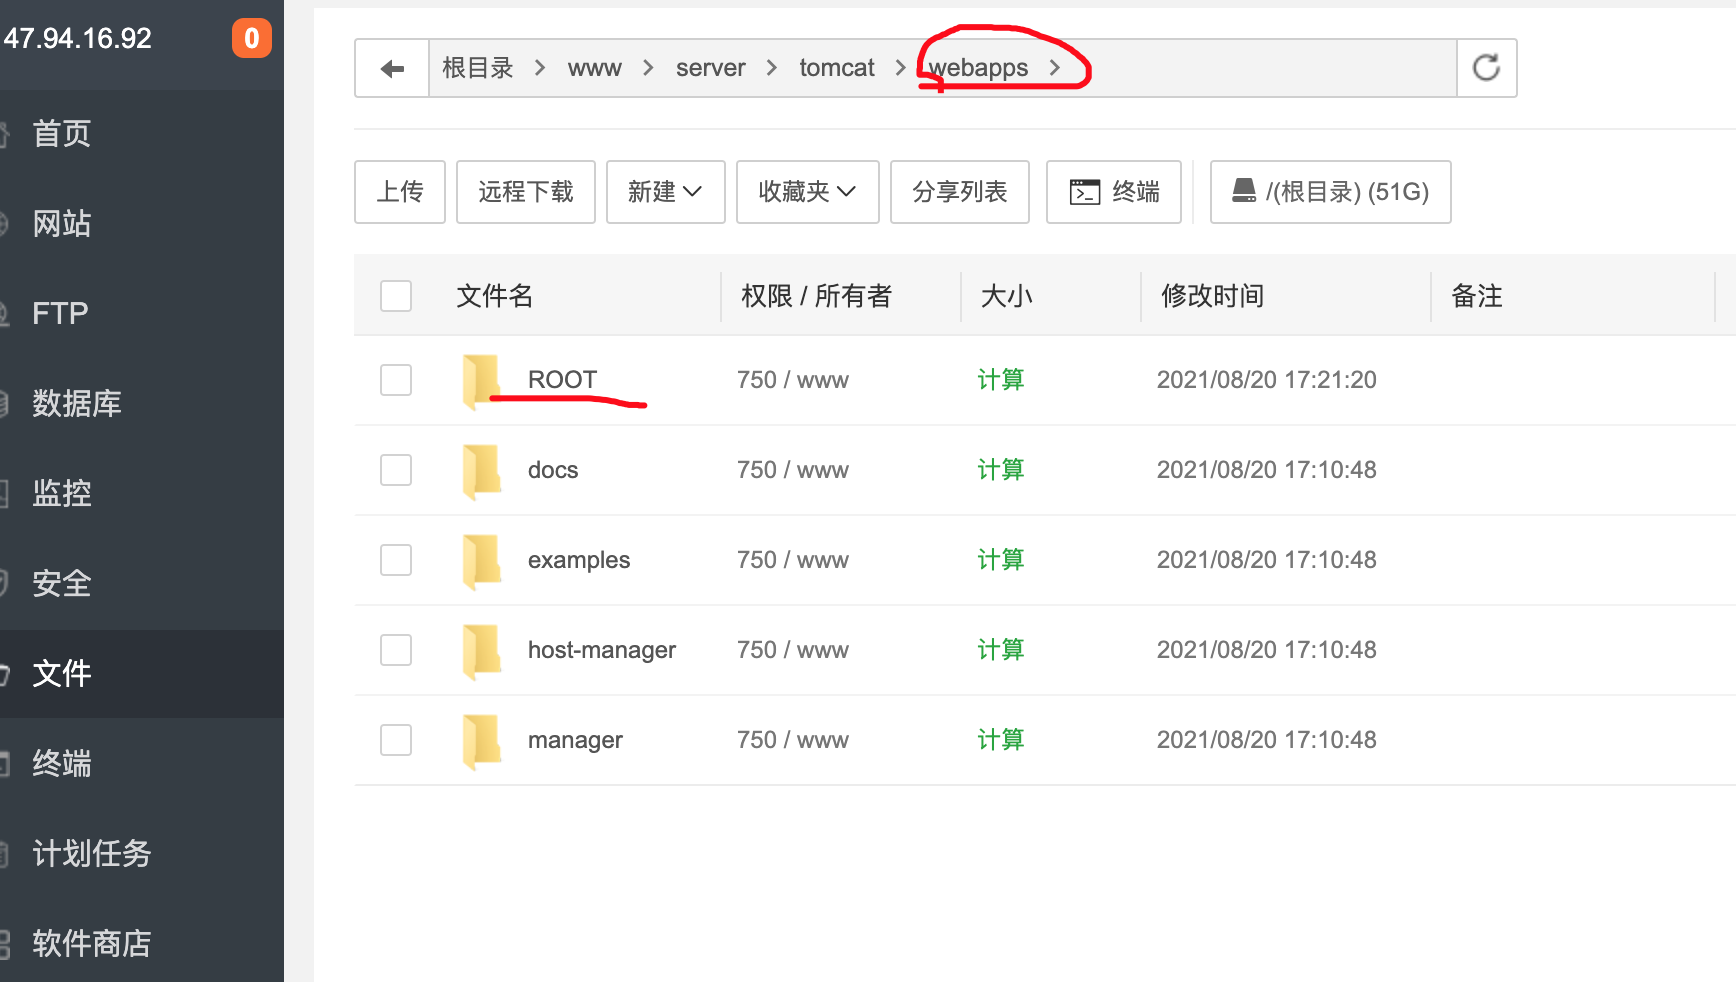 47.94.16.92
0
首页
网站
FTP
数据库
监控
安全
文件
终端
计划任务
软件商店
根目录 > www > server > tomcat > webapps >
上传 远程下载 新建 收藏夹 分享列表 终端 /(根目录) (51G)
文件名 权限 / 所有者 大小 修改时间 备注
ROOT 750 / www 计算 2021/08/20 17:21:20
docs 750 / www 计算 2021/08/20 17:10:48
examples 750 / www 计算 2021/08/20 17:10:48
host-manager 750 / www 计算 2021/08/20 17:10:48
manager 750 / www 计算 2021/08/20 17:10:48